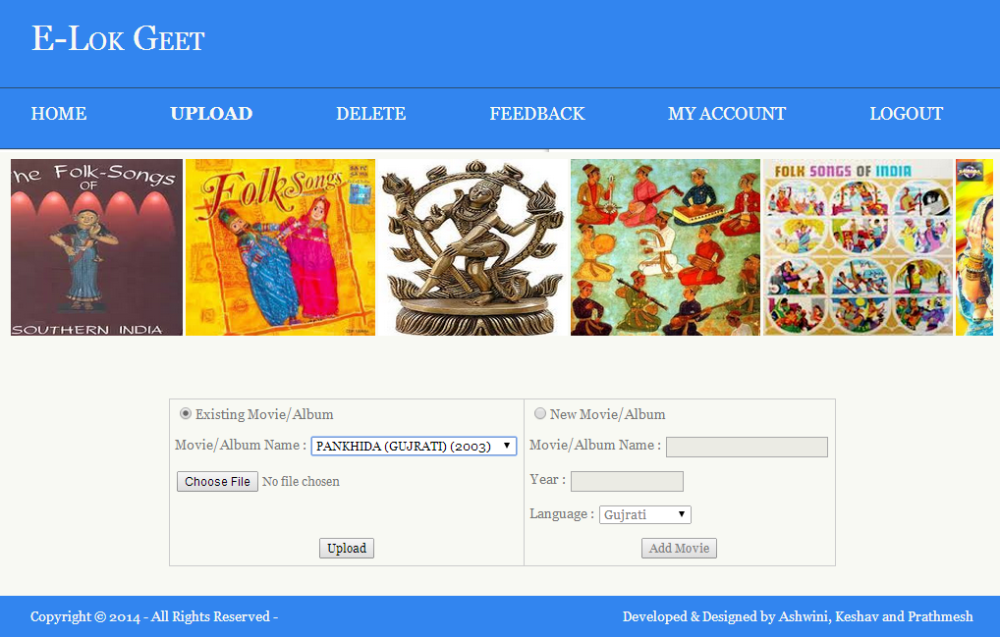 E-Lok Geet
HOME UPLOAD DELETE FEEDBACK MY ACCOUNT LOGOUT
he Folk-Songs
OF
SOUTHERN INDIA
Folk Songs
FOLK SONGS OF INDIA
Existing Movie/Album
Movie/Album Name : PANKHIDA (GUJRATI) (2003)
Choose File No file chosen
Upload
New Movie/Album
Movie/Album Name :
Year :
Language : Gujrati
Add Movie
Copyright © 2014 - All Rights Reserved -
Developed & Designed by Ashwini, Keshav and Prathmesh